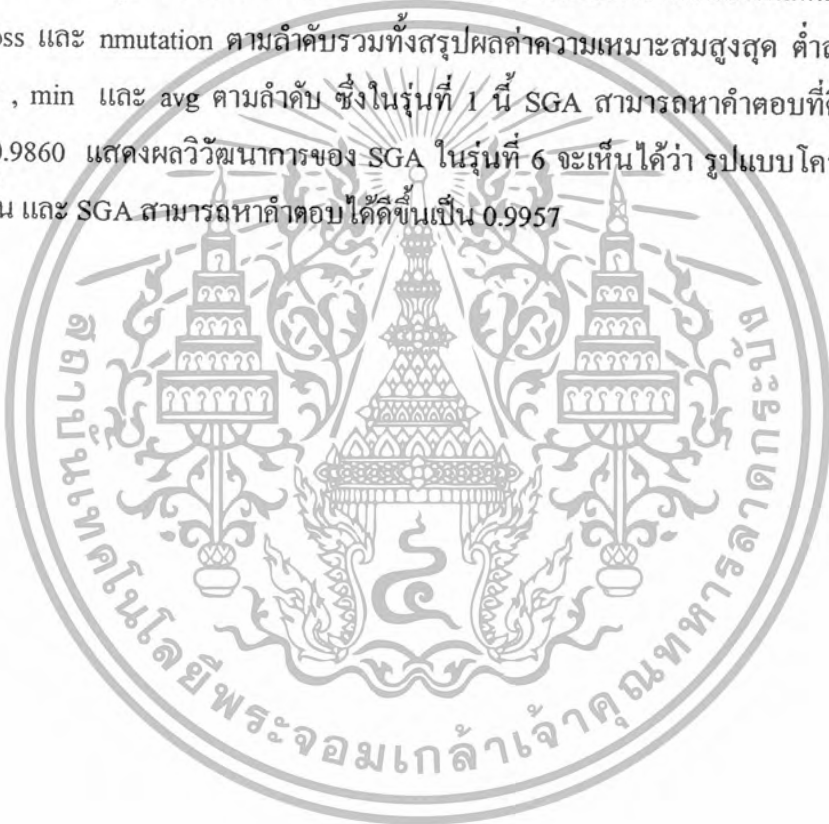 oss และ nmutation ตามลำดับรวมทั้งสรุปผลค่าความเหมาะสมสูงสุด
, min และ avg ตามลำดับ ซึ่งในรุ่นที่ 1 นี้ SGA สามารถหาคำตอบที่
0.9860 แสดงผลวิวัฒนาการของ SGA ในรุ่นที่ 6 จะเห็นได้ว่า รูปแบบ
และ SGA สามารถหาคำตอบได้ดีขึ้นเป็น 0.9957
สถาบันเทคโนโลยีพระจอมเกล้าเจ้าคุณทหารลาดกระบัง